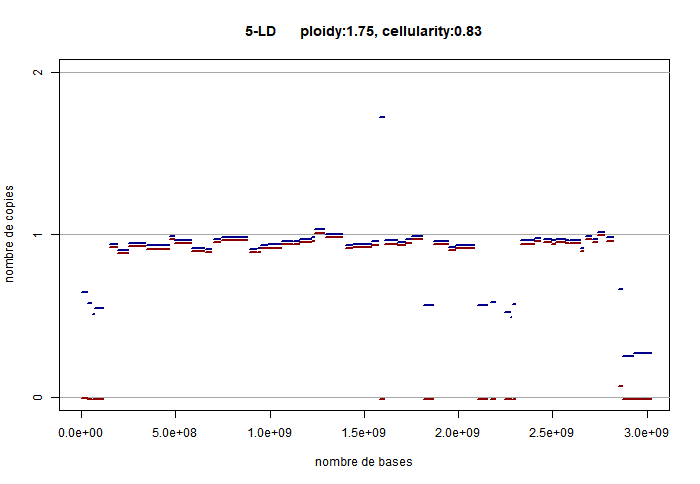 5-LD ploidy:1.75, cellularity:0.83
2
1
0
nombre de copies
0.0e+00 5.0e+08 1.0e+09 1.5e+09 2.0e+09 2.5e+09 3.0e+09
nombre de bases